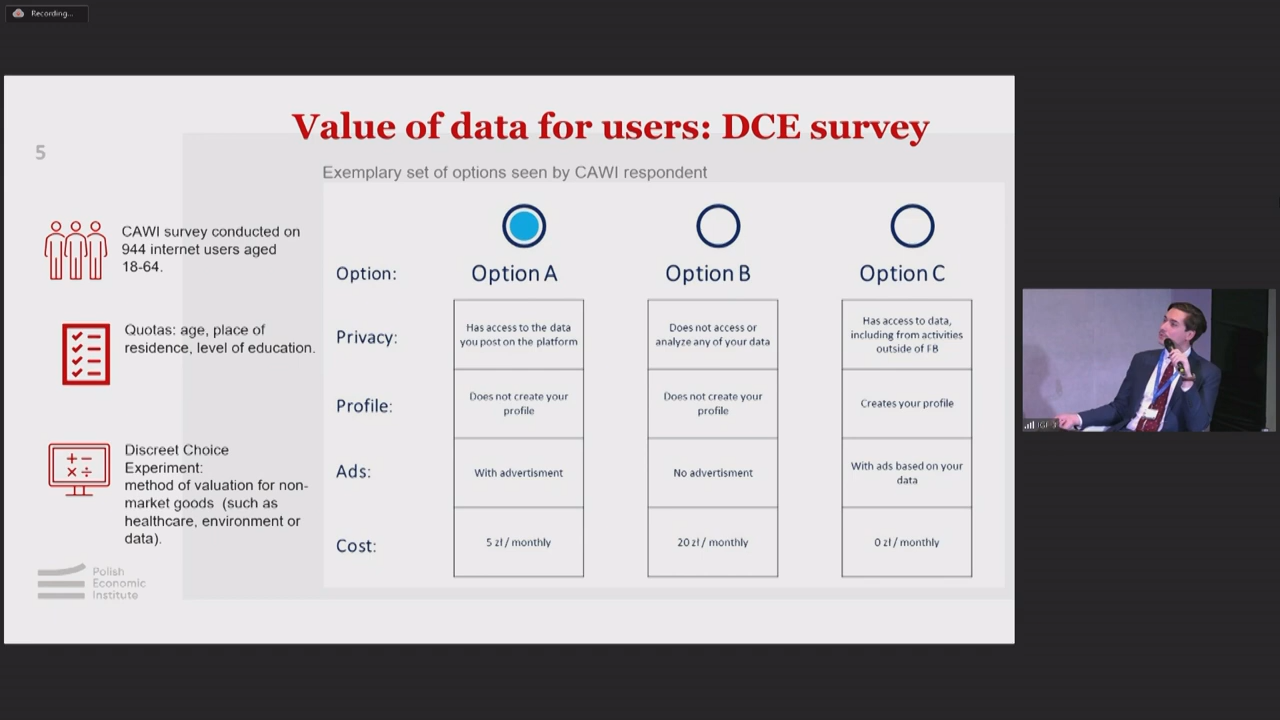 Recording...
Value of data for users: DCE survey
5
Exemplary set of options seen by CAWI respondent
CAWI survey conducted on
944 internet users aged
18-64.
Quotas: age, place of
residence, level of education.
Discreet Choice
Experiment:
method of valuation for non-
market goods (such as
healthcare, environment or
data).
Polish
Economic
Institute
Option:
Option A
Option B
Option C
Privacy:
Has access to the data
you post on the platform
Does not access or
analyze any of your data
Has access to data,
including from activities
outside of FB
Profile:
Does not create your
profile
Does not create your
profile
Creates your profile
Ads:
With advertisment
No advertisment
With ads based on your
data
Cost:
5 zł / monthly
20 zł / monthly
0 zł / monthly